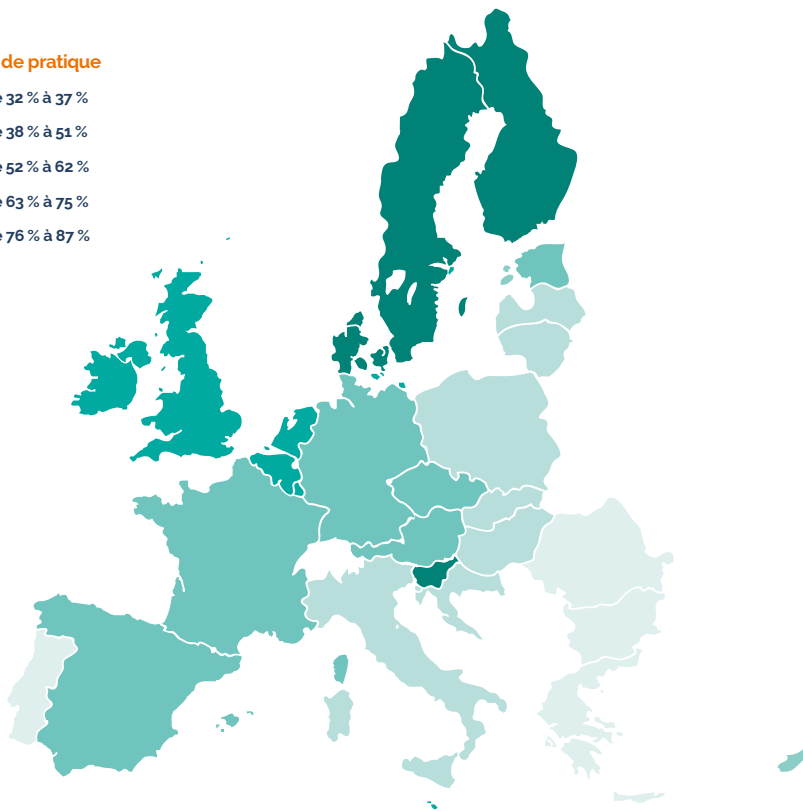 de pratique
e 32 % à 37 %
e 38 % à 51 %
e 52 % à 62 %
e 63 % à 75 %
e 76 % à 87 %